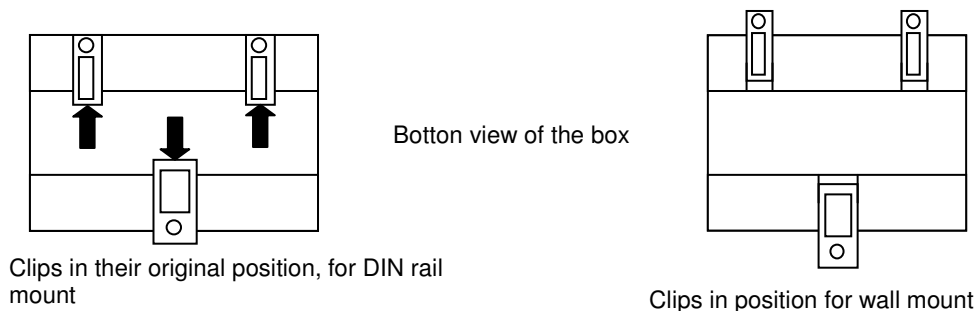 Botton view of the box
Clips in their original position, for DIN rail
mount
Clips in position for wall mount